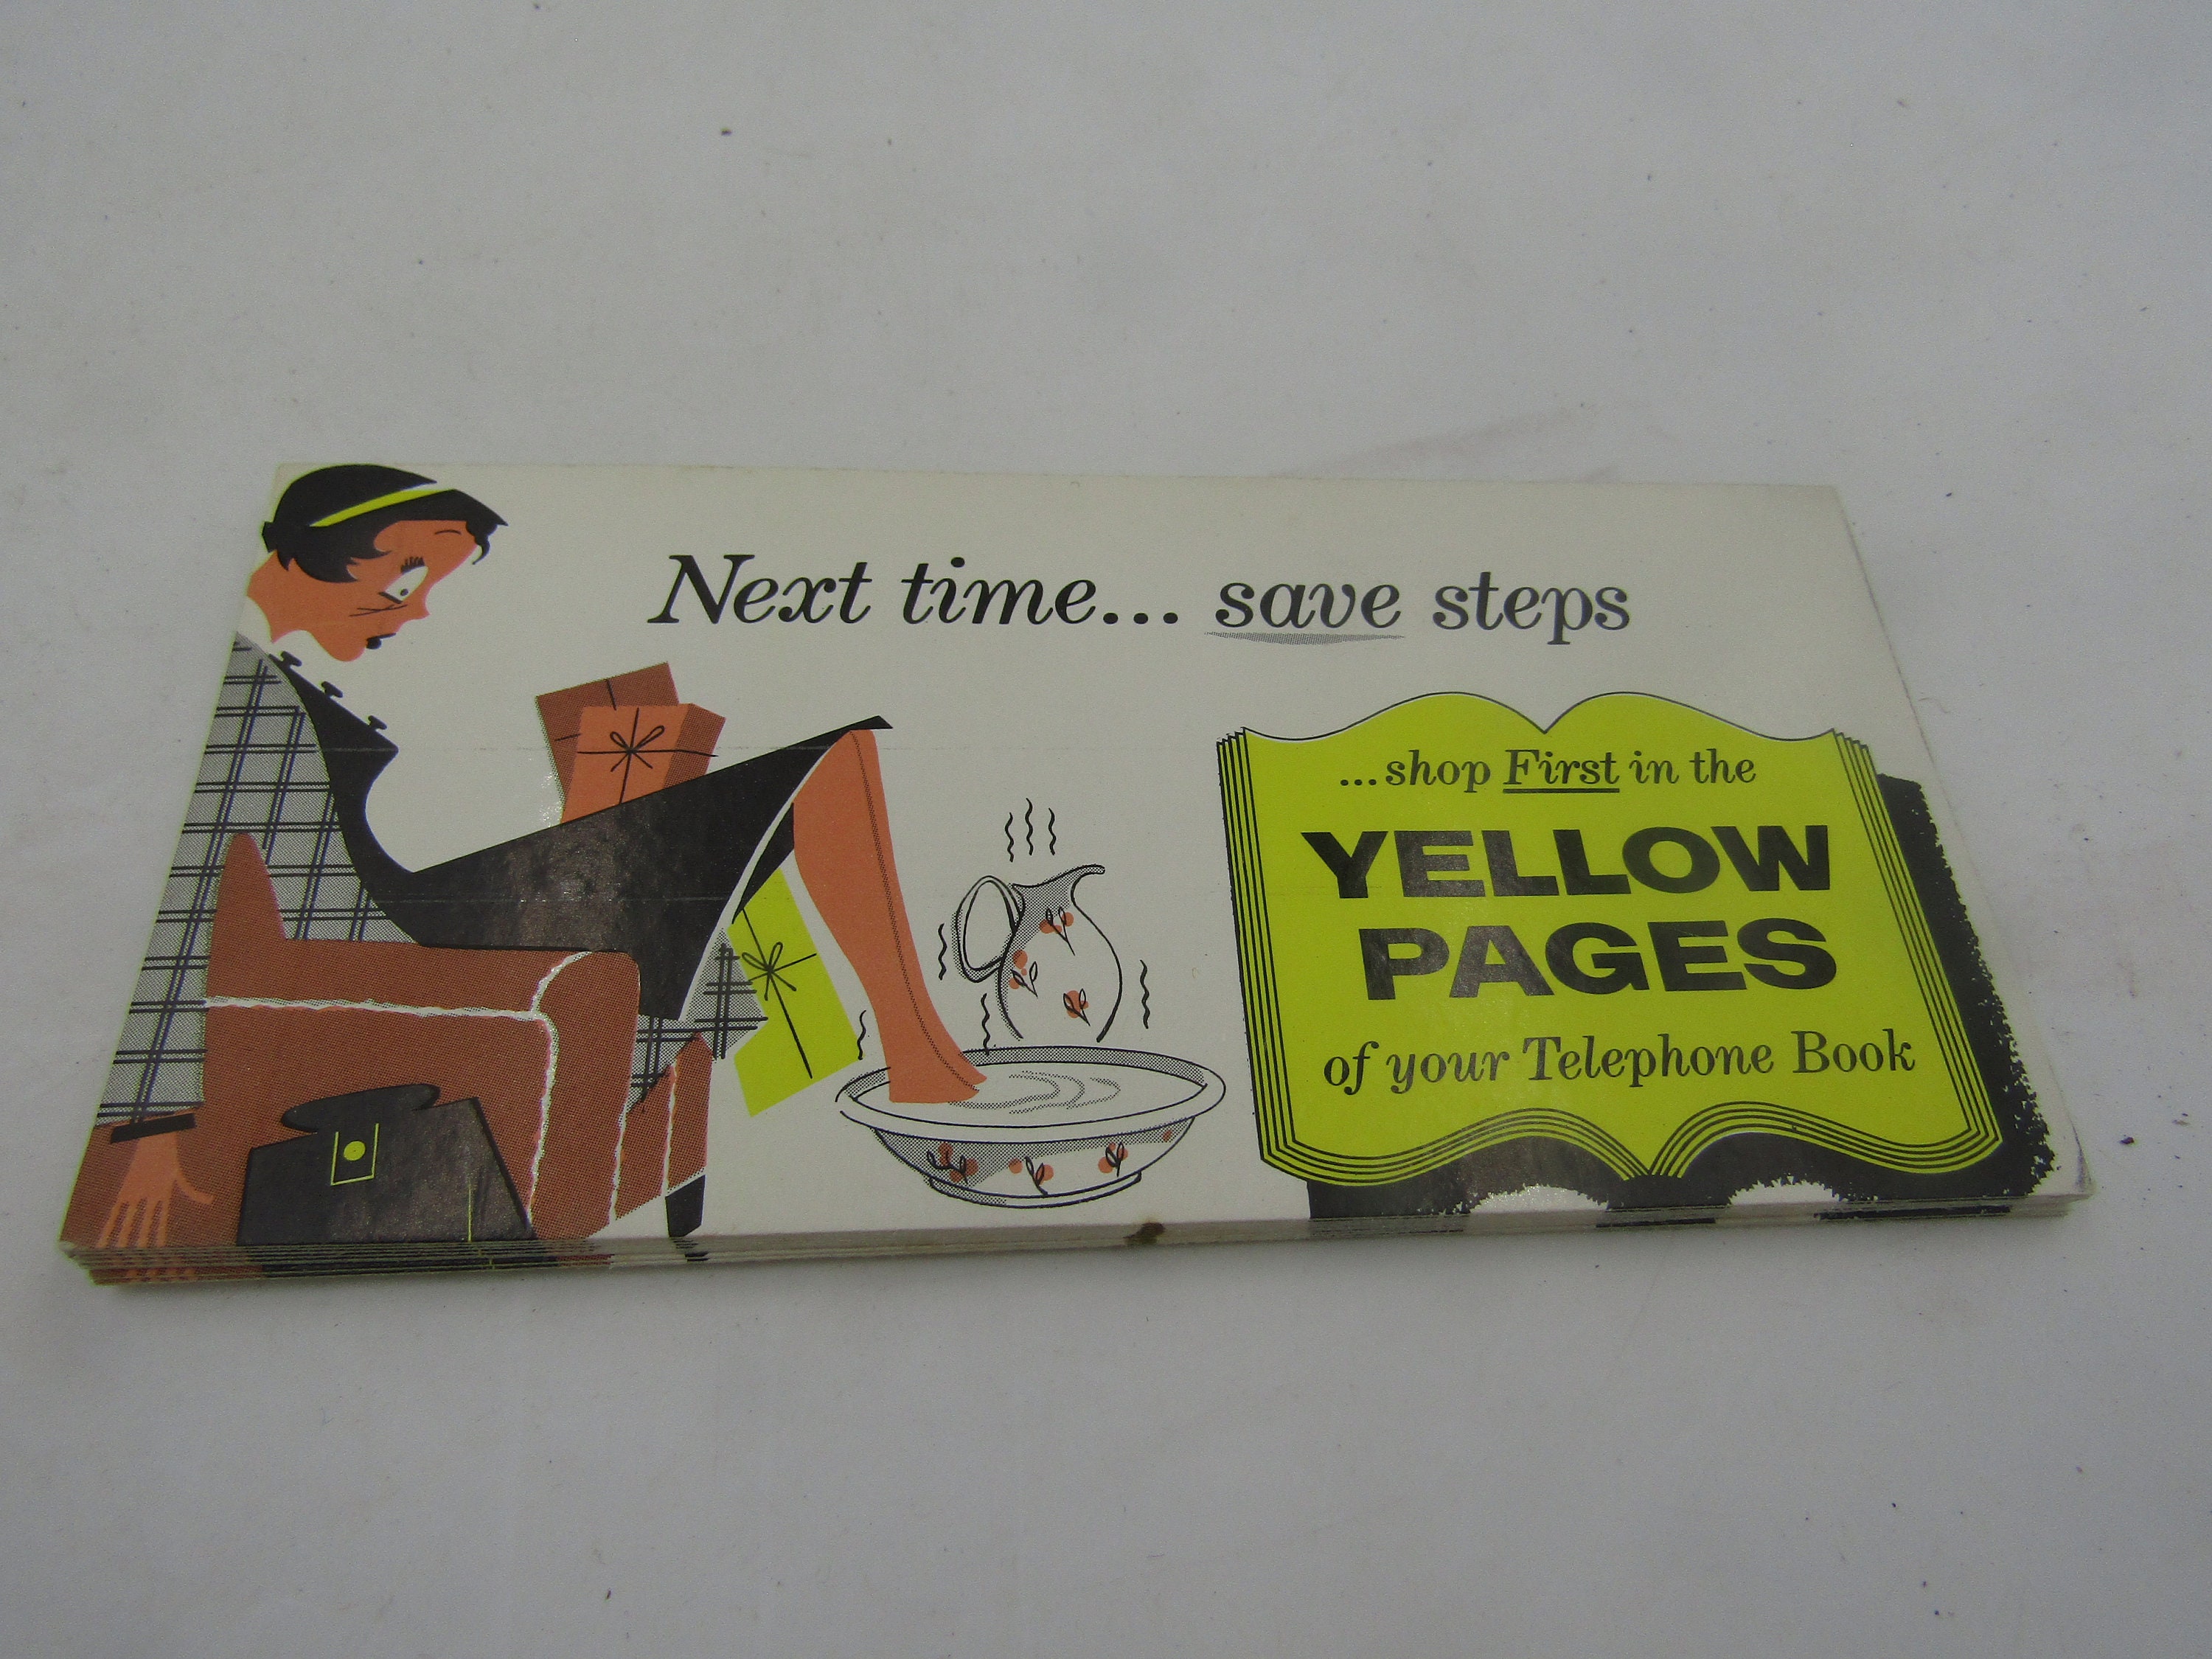 Next time... save steps
...shop First in the
YELLOW
PAGES
of your Telephone Book